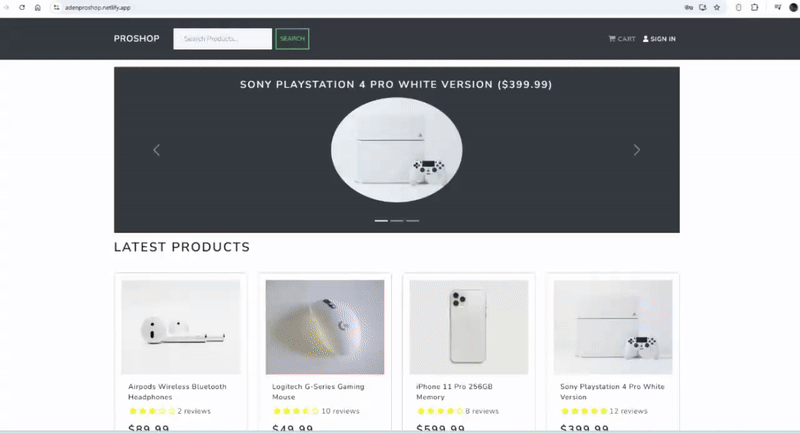 adenproshop.netlify.app
PROSHOP
Search Products...
SEARCH
CART
SIGN IN
SONY PLAYSTATION 4 PRO WHITE VERSION ($399.99)
LATEST PRODUCTS
Airpods Wireless Bluetooth
Headphones
2 reviews
$89.99
Logitech G-Series Gaming
Mouse
10 reviews
$49.99
iPhone 11 Pro 256GB
Memory
8 reviews
$599.99
Sony Playstation 4 Pro White
Version
12 reviews
$399.99